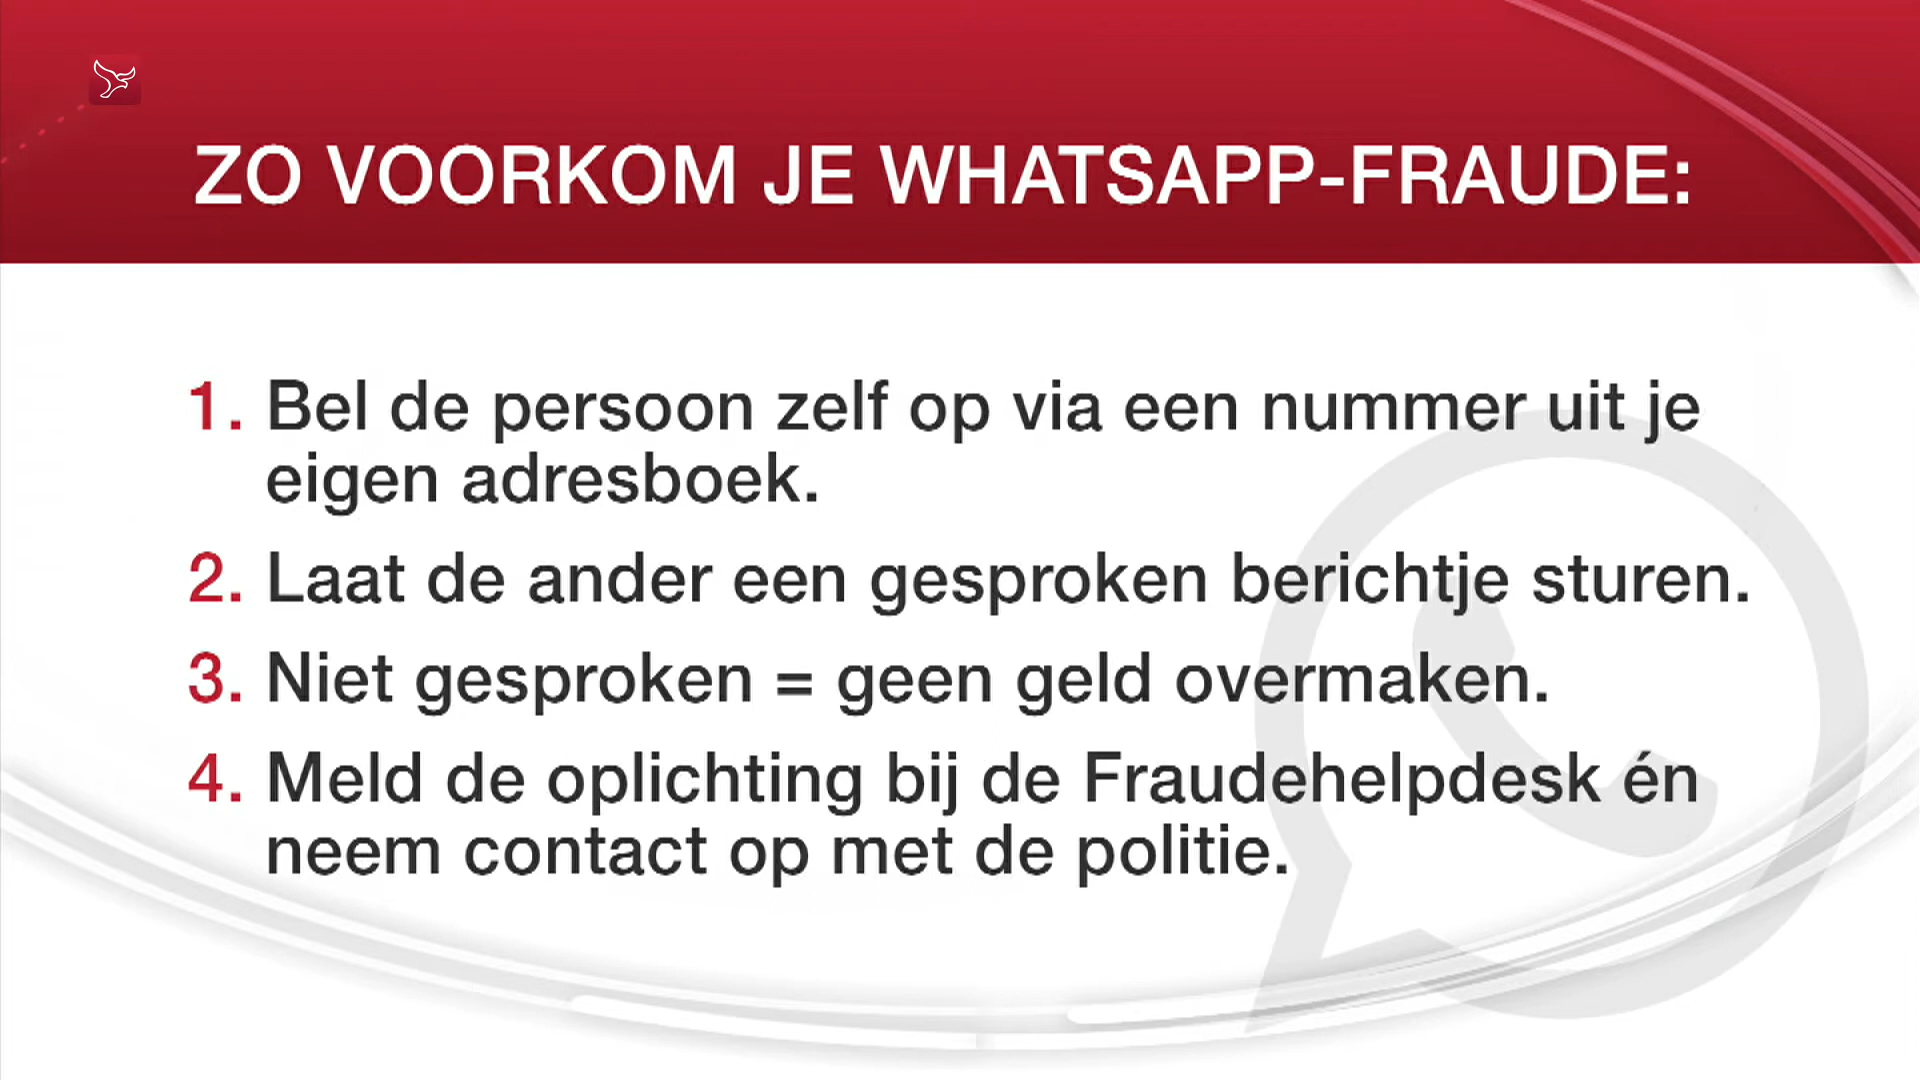 ZO VOORKOM JE WHATSAPP-FRAUDE:
1. Bel de persoon zelf op via een nummer uit je
eigen adresboek.
2. Laat de ander een gesproken berichtje sturen.
3. Niet gesproken = geen geld overmaken.
4. Meld de oplichting bij de Fraudehelpdesk én
neem contact op met de politie.